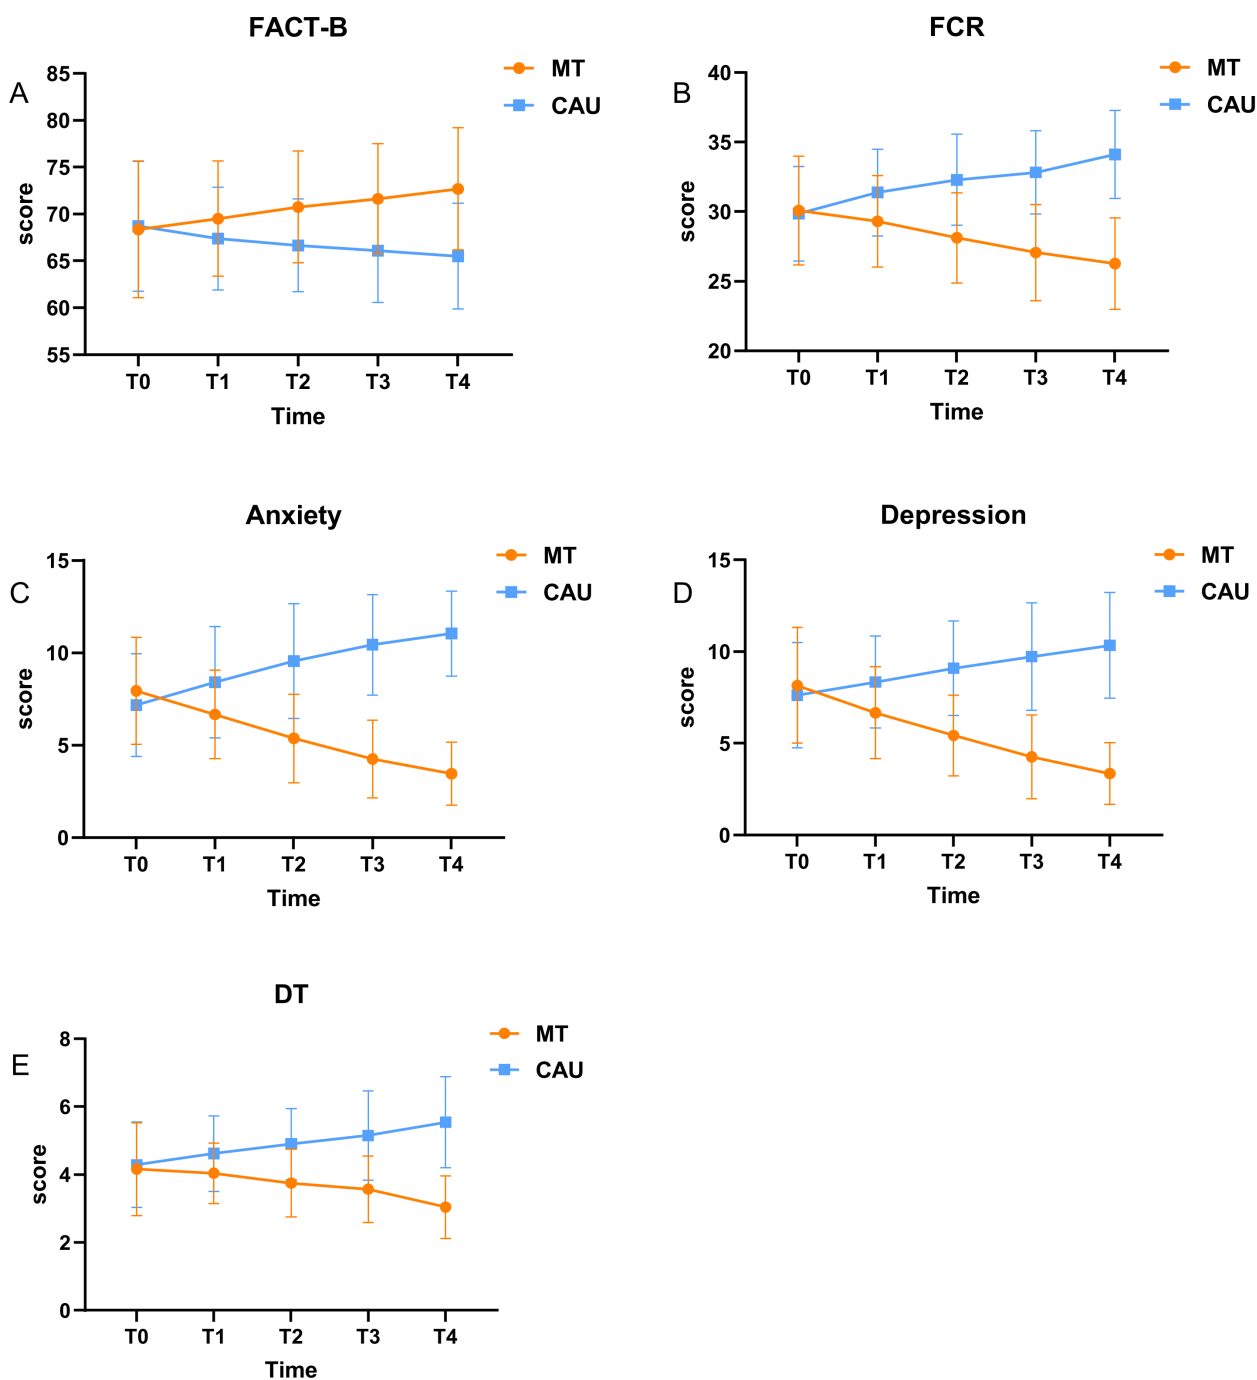 FACT-B
A
MT
CAU
85
80
75
70
65
60
55
score
T0 T1 T2 T3 T4
Time
FCR
B
MT
CAU
40
35
30
25
20
score
T0 T1 T2 T3 T4
Time
Anxiety
C
MT
CAU
15
10
5
0
score
T0 T1 T2 T3 T4
Time
Depression
D
MT
CAU
15
10
5
0
score
T0 T1 T2 T3 T4
Time
DT
E
MT
CAU
8
6
4
2
0
score
T0 T1 T2 T3 T4
Time